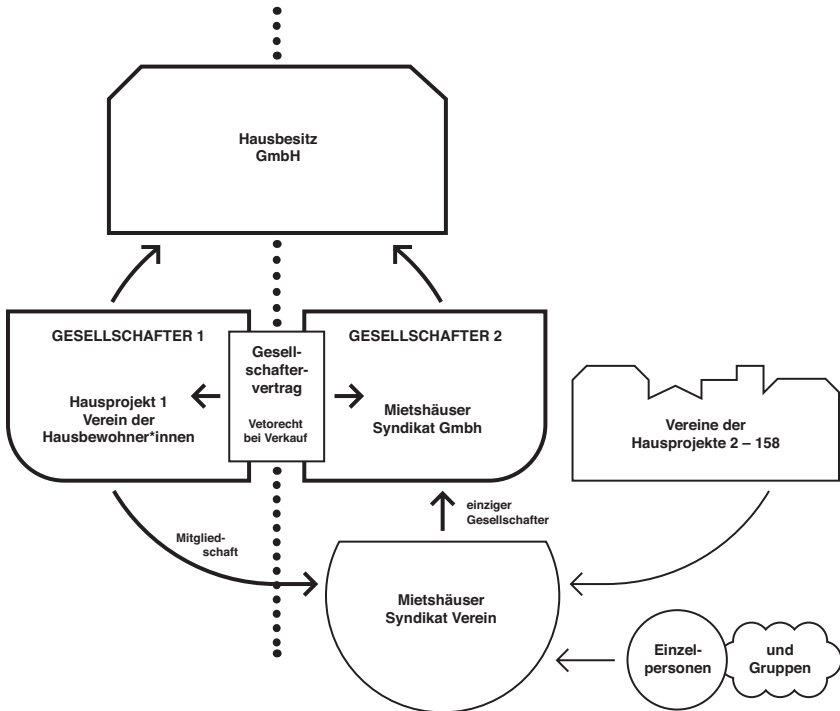 Hausbesitz
GmbH
GESELLSCHAFTER 1
Hausprojekt 1
Verein der
Hausbewohner*innen
Gesell-
schafter-
vertrag
Vetorecht
bei Verkauf
GESELLSCHAFTER 2
Mietshäuser
Syndikat Gmbh
Vereine der
Hausprojekte 2 – 158
Mitglied-
schaft
einziger
Gesellschafter
Mietshäuser
Syndikat Verein
Einzel-
personen
und
Gruppen